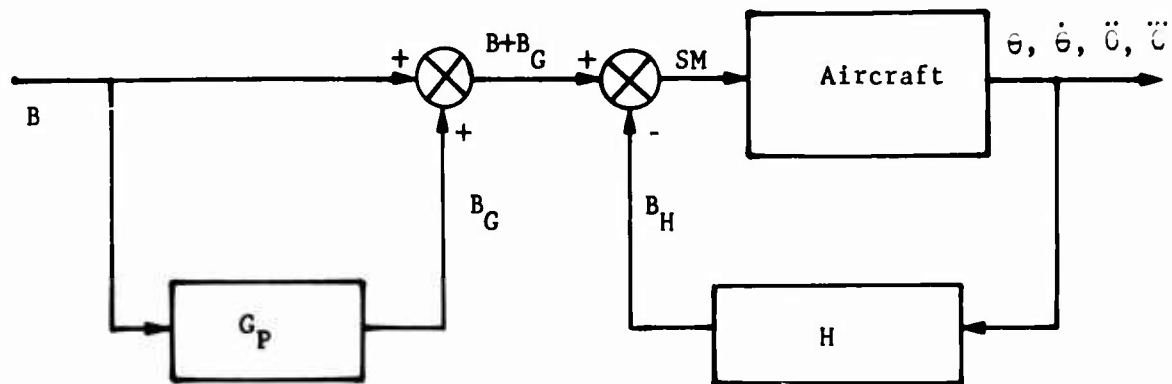 B+B_G
SM
Aircraft
θ, θ̇,
+
+
B
+
-
B_G
B_H
G_P
H